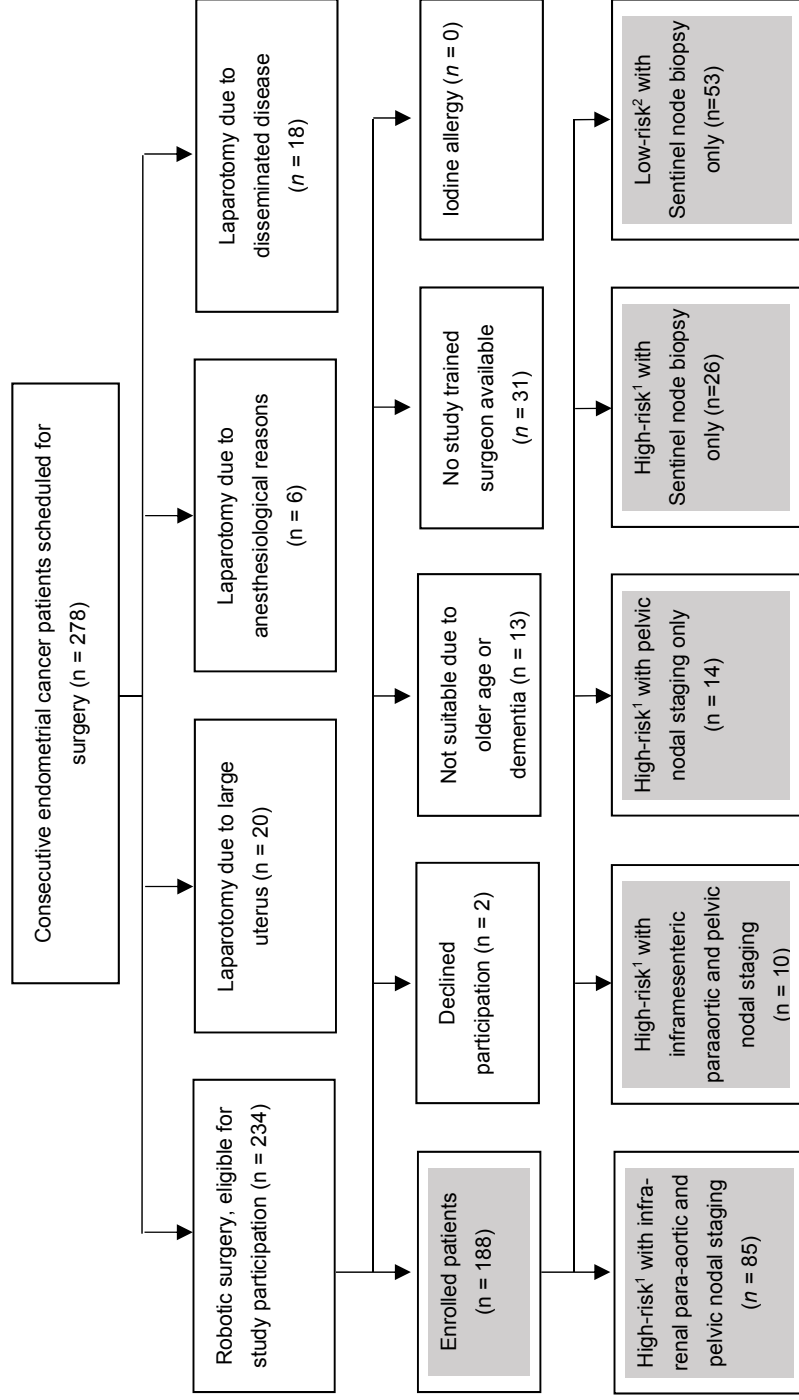 Consecutive endometrial cancer patients scheduled for
surgery (n = 278)
Robotic surgery, eligible for
study participation (n = 234)
Laparotomy due to large
uterus (n = 20)
Laparotomy due to
anesthesiological reasons
(n = 6)
Laparotomy due to
disseminated disease
(n = 18)
Enrolled patients
(n = 188)
Declined
participation (n = 2)
Not suitable due to
older age or
dementia (n = 13)
No study trained
surgeon available
(n = 31)
Iodine allergy (n = 0)
High-risk¹ with infra-
renal para-aortic and
pelvic nodal staging
(n = 85)
High-risk¹ with
inframesenteric
paraaortic and pelvic
nodal staging
(n = 10)
High-risk¹ with pelvic
nodal staging only
(n = 14)
High-risk¹ with
Sentinel node biopsy
only (n=26)
Low-risk² with
Sentinel node biopsy
only (n=53)